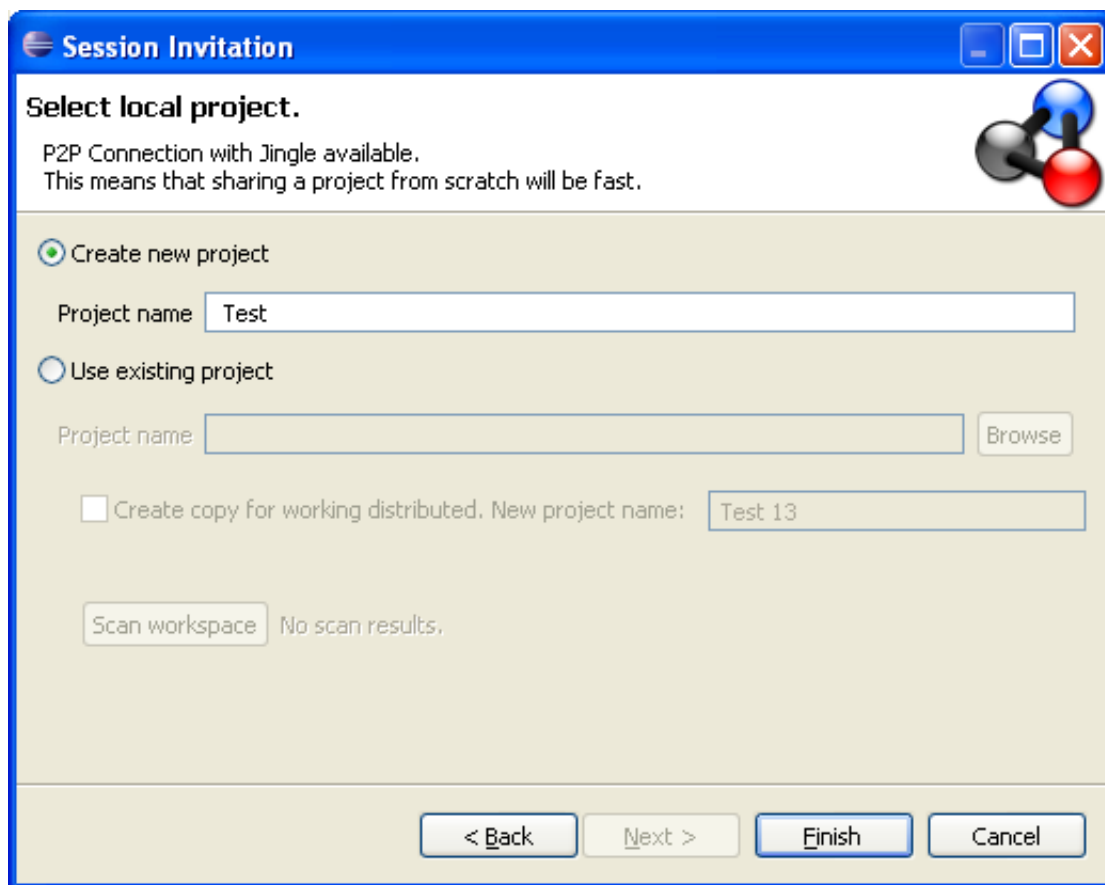 Session Invitation
Select local project.
P2P Connection with Jingle available.
This means that sharing a project from scratch will be fast.
Create new project
Project name Test
Use existing project
Project name Browse
Create copy for working distributed. New project name: Test 13
Scan workspace No scan results.
< Back Next > Finish Cancel